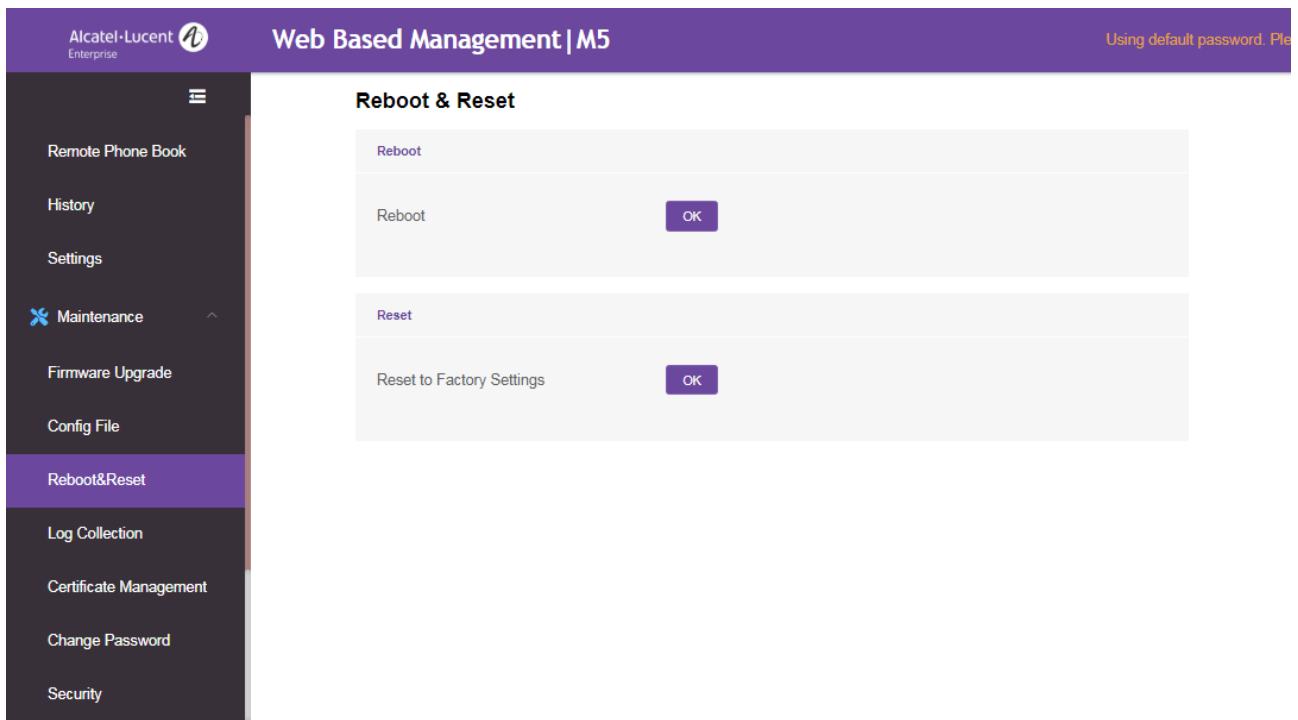 Alcatel·Lucent
Enterprise
Web Based Management|M5
Using default password. Ple
Remote Phone Book
History
Settings
Maintenance
Firmware Upgrade
Config File
Reboot&Reset
Log Collection
Certificate Management
Change Password
Security
Reboot & Reset
Reboot
Reboot OK
Reset
Reset to Factory Settings OK